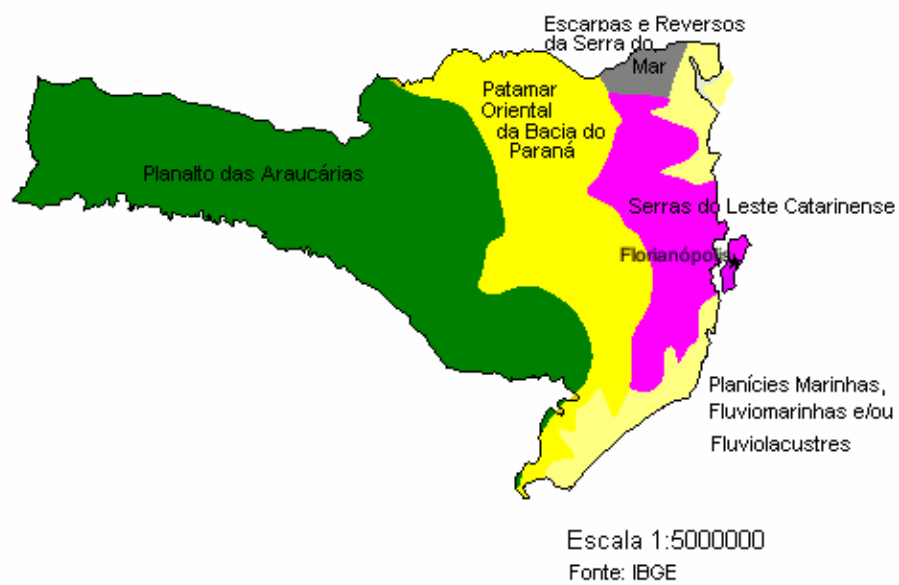 Escarpas e Reversos
da Serra do
Mar
Patamar
Oriental
da Bacia do
Paraná
Planalto das Araucárias
Serras do Leste Catarinense
Florianópolis
Planícies Marinhas,
Fluviomarinhas e/ou
Fluviolacustres
Escala 1:5000000
Fonte: IBGE